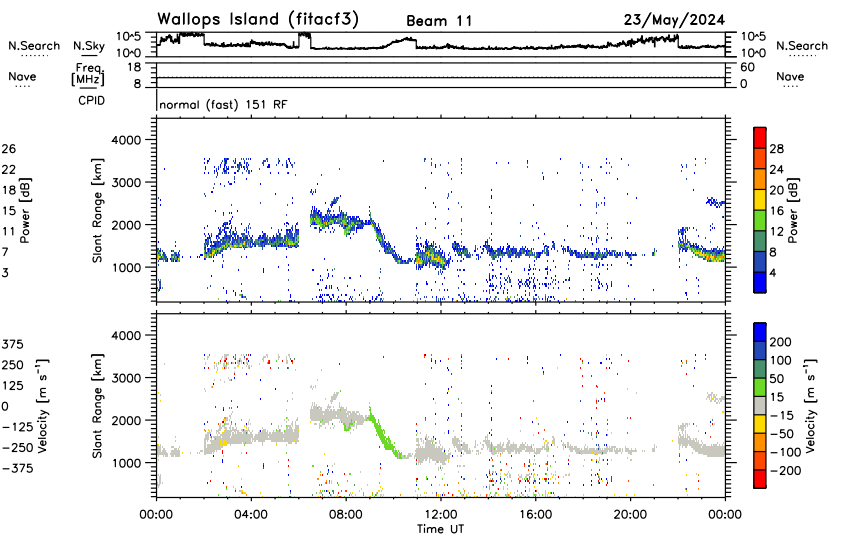 Wallops Island (fitacf3) Beam 11 23/May/2024
N.Search N.Sky 10^5 10^0 10^5 10^0 N.Search
Nave Freq. [MHz] 18 8 60 0 Nave
CPID normal (fast) 151 RF
Power [dB] 26 22 18 15 11 7 3
Slant Range [km] 4000 3000 2000 1000
28 24 20 16 12 8 4 Power [dB]
Velocity [m s⁻¹] 375 250 125 0 −125 −250 −375
Slant Range [km] 4000 3000 2000 1000
200 100 50 15 −15 −50 −100 −200 Velocity [m s⁻¹]
00:00 04:00 08:00 12:00 16:00 20:00 00:00
Time UT